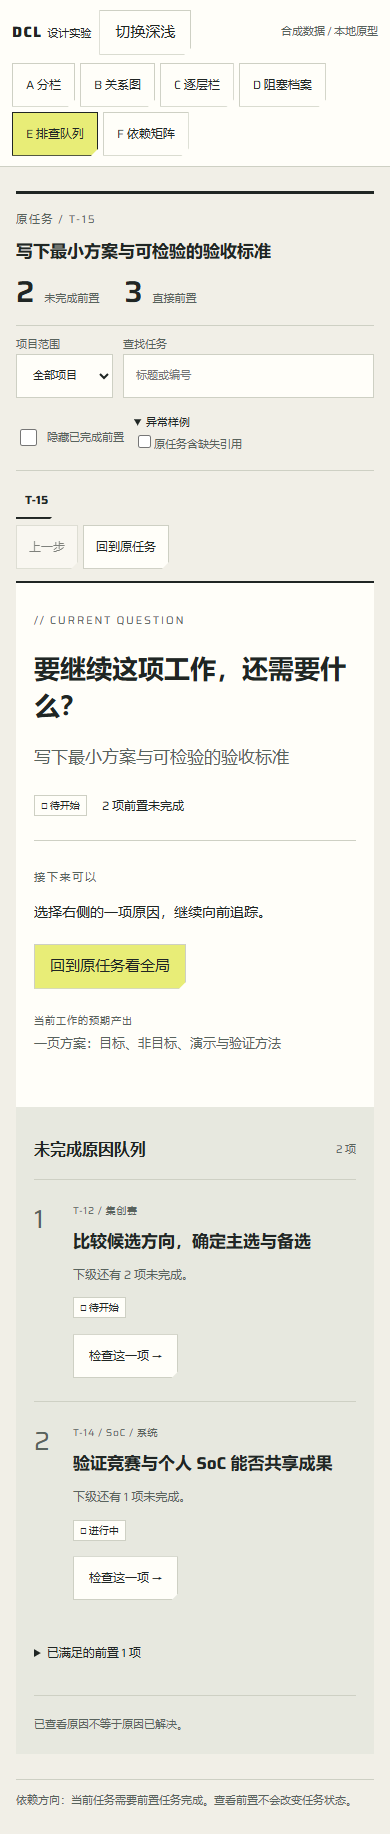 DCL 设计实验 切换深浅 合成数据 / 本地原型
A 分栏 B 关系图 C 逐层栏 D 阻塞档案
E 排查队列 F 依赖矩阵
原任务 / T-15
写下最小方案与可检验的验收标准
2 未完成前置 3 直接前置
项目范围 查找任务
全部项目 标题或编号
隐藏已完成前置 ▼ 异常样例
原任务含缺失引用
T-15
上一步 回到原任务
// CURRENT QUESTION
要继续这项工作，还需要什
么？
写下最小方案与可检验的验收标准
待开始 2 项前置未完成
接下来可以
选择右侧的一项原因，继续向前追踪。
回到原任务看全局
当前工作的预期产出
一页方案：目标、非目标、演示与验证方法
未完成原因队列 2 项
1 T-12 / 集创赛
比较候选方向，确定主选与备选
下级还有 2 项未完成。
待开始
检查这一项 →
2 T-14 / SoC / 系统
验证竞赛与个人 SoC 能否共享成果
下级还有 1 项未完成。
进行中
检查这一项 →
▶ 已满足的前置 1 项
已查看原因不等于原因已解决。
依赖方向：当前任务需要前置任务完成。查看前置不会改变任务状态。